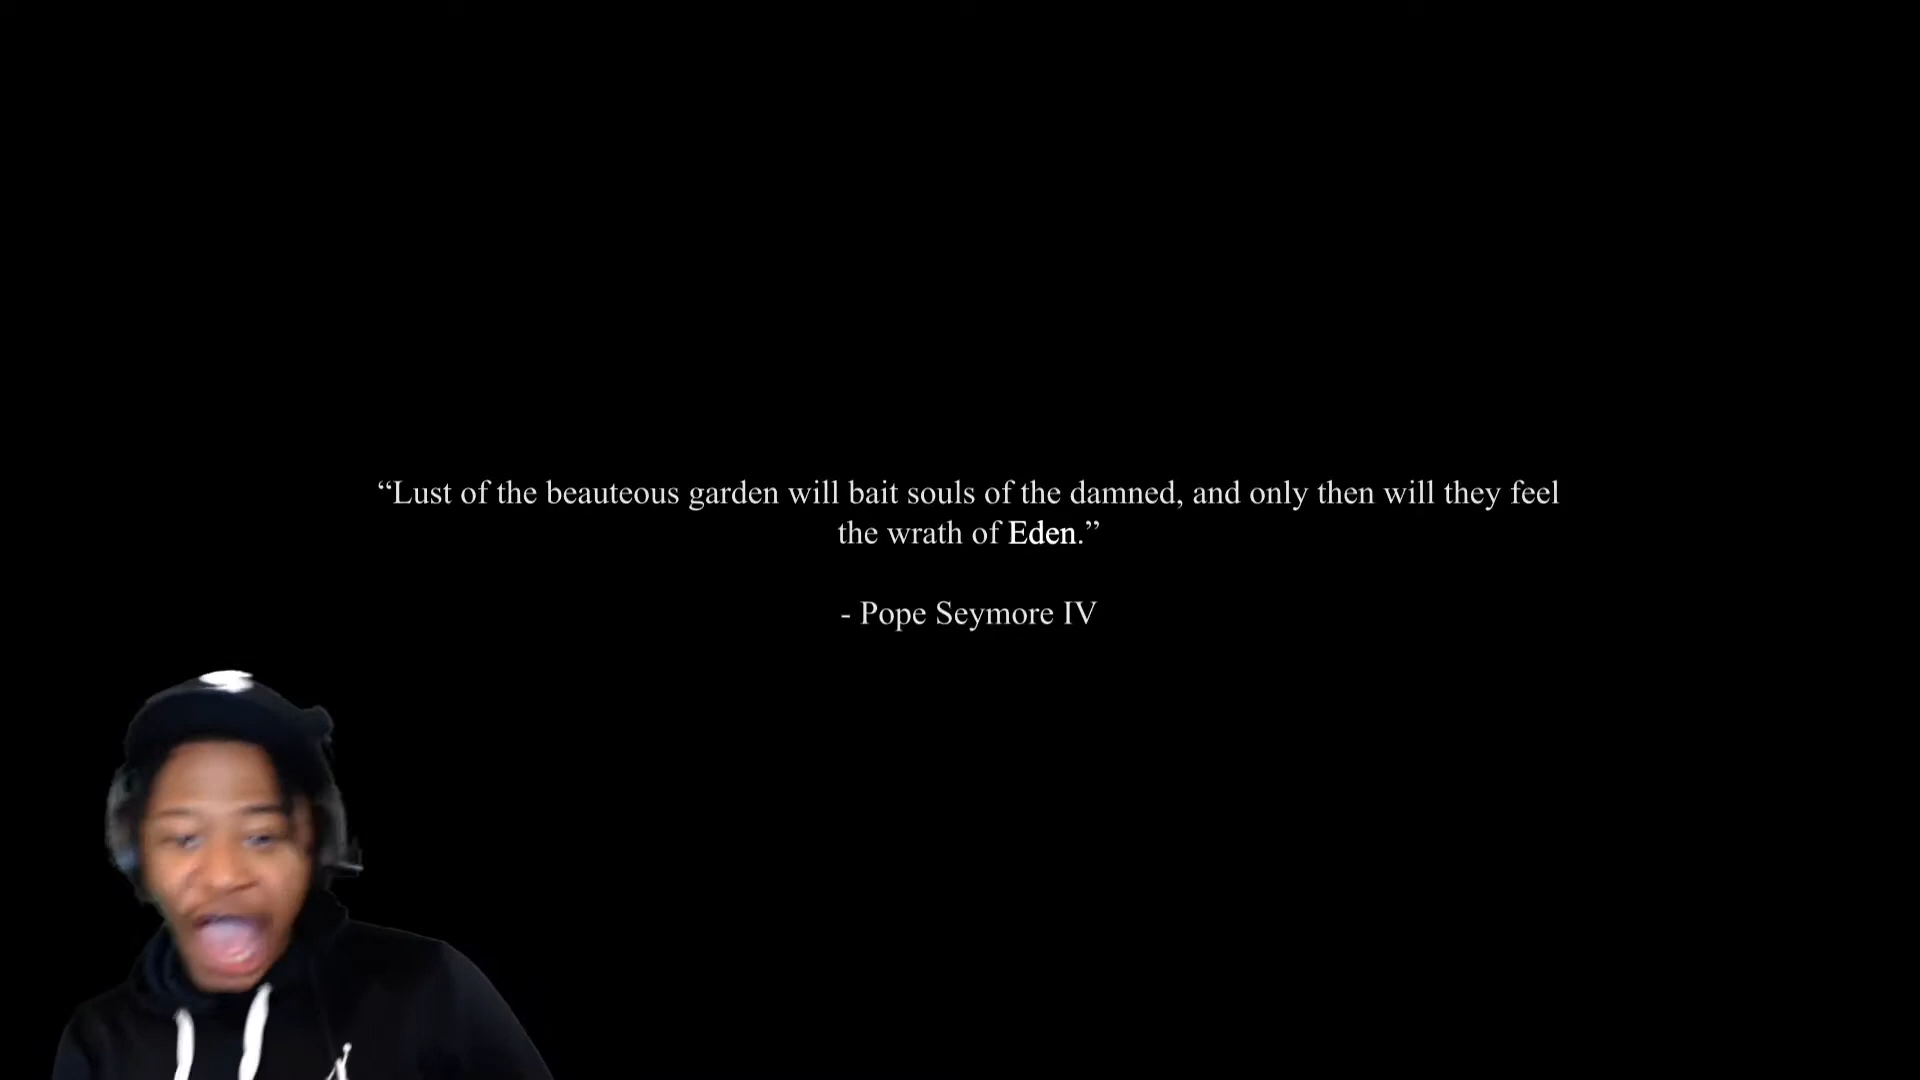 “Lust of the beauteous garden will bait souls of the damned, and only then will they feel
the wrath of Eden.”
- Pope Seymore IV